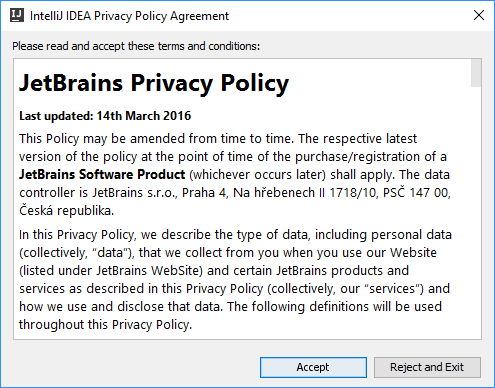 IntelliJ IDEA Privacy Policy Agreement
Please read and accept these terms and conditions:
JetBrains Privacy Policy
Last updated: 14th March 2016
This Policy may be amended from time to time. The respective latest
version of the policy at the point of time of the purchase/registration of a
JetBrains Software Product (whichever occurs later) shall apply. The data
controller is JetBrains s.r.o., Praha 4, Na hřebenech II 1718/10, PSČ 147 00,
Česká republika.
In this Privacy Policy, we describe the type of data, including personal data
(collectively, “data”), that we collect from you when you use our Website
(listed under JetBrains WebSite) and certain JetBrains products and
services as described in this Privacy Policy (collectively, our “services”) and
how we use and disclose that data. The following definitions will be used
throughout this Privacy Policy.
Accept
Reject and Exit